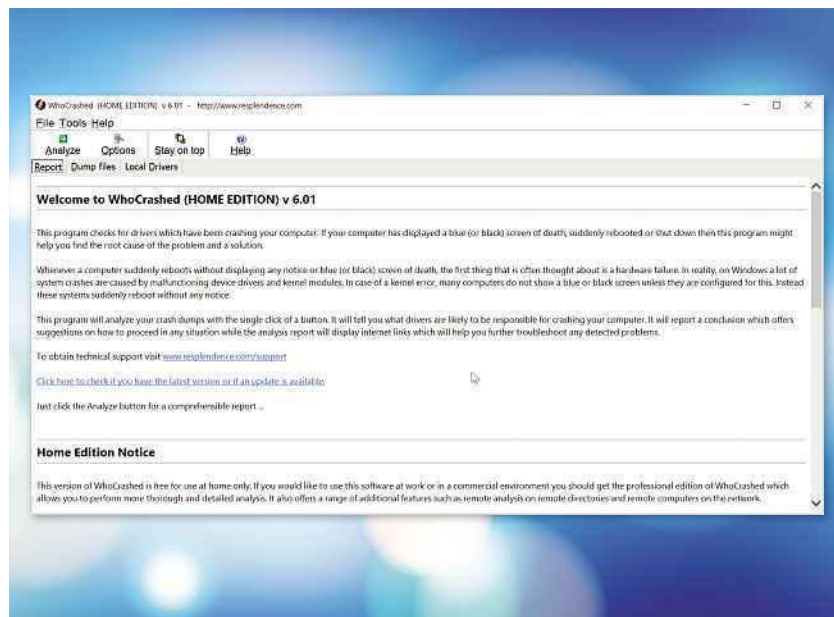 WhoCrashed (HOME EDITION) v 6.01 - http://www.resplendence.com
File Tools Help
Analyze Options Stay on top Help
Report Dump files Local Drivers
Welcome to WhoCrashed (HOME EDITION) v 6.01
This program checks for drivers which have been crashing your computer. If your computer has displayed a blue (or black) screen of death, suddenly rebooted or shut down then this program might
help you find the root cause of the problem and a solution.
Whenever a computer suddenly reboots without displaying any notice or blue (or black) screen of death, the first thing that is often thought about is a hardware failure. In reality, on Windows a lot of
system crashes are caused by malfunctioning device drivers and kernel modules. In case of a kernel error, many computers do not show a blue or black screen unless they are configured for this. Instead
these systems suddenly reboot without any notice.
This program will analyze your crash dumps with the single click of a button. It will tell you what drivers are likely to be responsible for crashing your computer. It will report a conclusion which offers
suggestions on how to proceed in any situation while the analysis report will display internet links which will help you further troubleshoot any detected problems.
To obtain technical support visit www.resplendence.com/support
Click here to check if you have the latest version or if an update is available.
Just click the Analyze button for a comprehensible report ...
Home Edition Notice
This version of WhoCrashed is free for use at home only. If you would like to use this software at work or in a commercial environment you should get the professional edition of WhoCrashed which
allows you to perform more thorough and detailed analysis. It also offers a range of additional features such as remote analysis on remote directories and remote computers on the network.